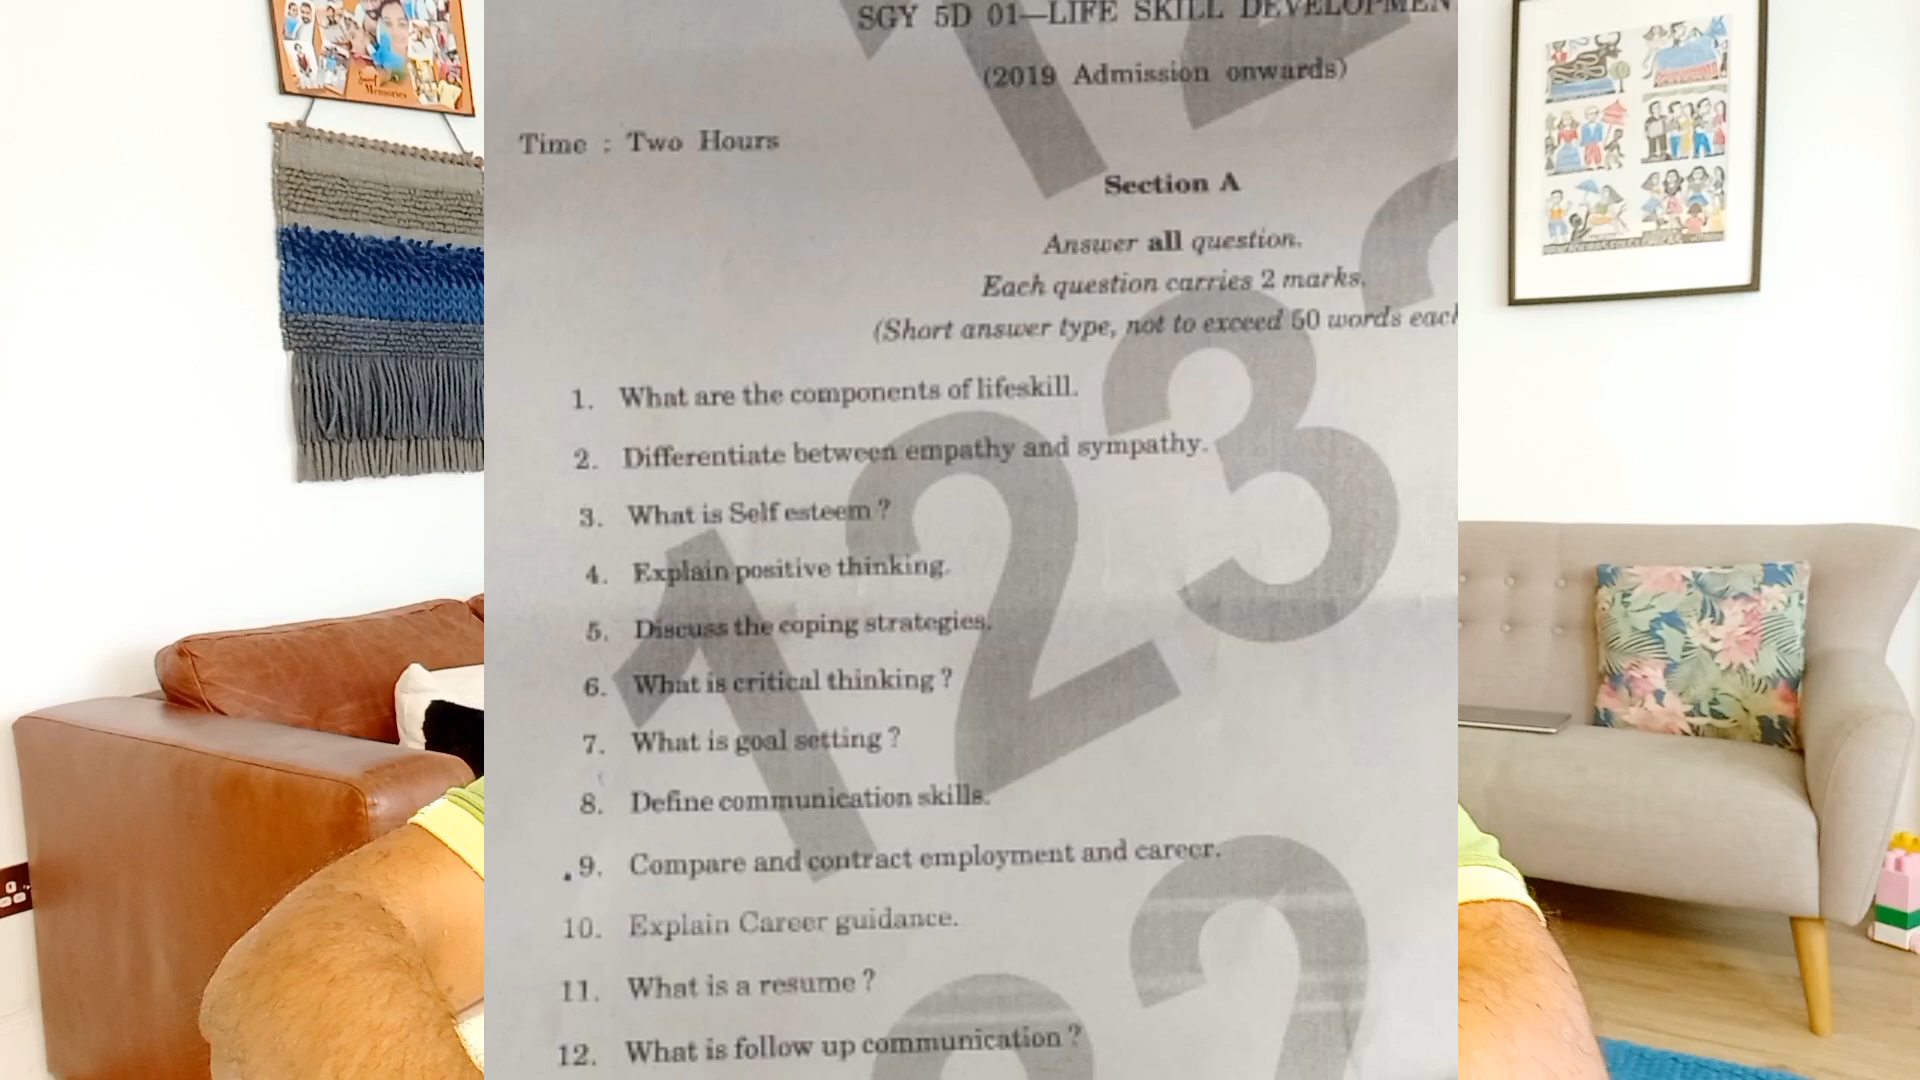 Sweet
Memories
SGY 5D 01—LIFE SKILL
(2019 Admission onwards)
Time : Two Hours
Section A
Answer all question.
Each question carries 2 marks.
(Short answer type, not to exceed 50 words each
1. What are the components of lifeskill.
2. Differentiate between empathy and sympathy.
3. What is Self esteem ?
4. Explain positive thinking.
5. Discuss the coping strategies.
6. What is critical thinking ?
7. What is goal setting ?
8. Define communication skills.
9. Compare and contract employment and career.
10. Explain Career guidance.
11. What is a resume ?
12. What is follow up communication ?
123